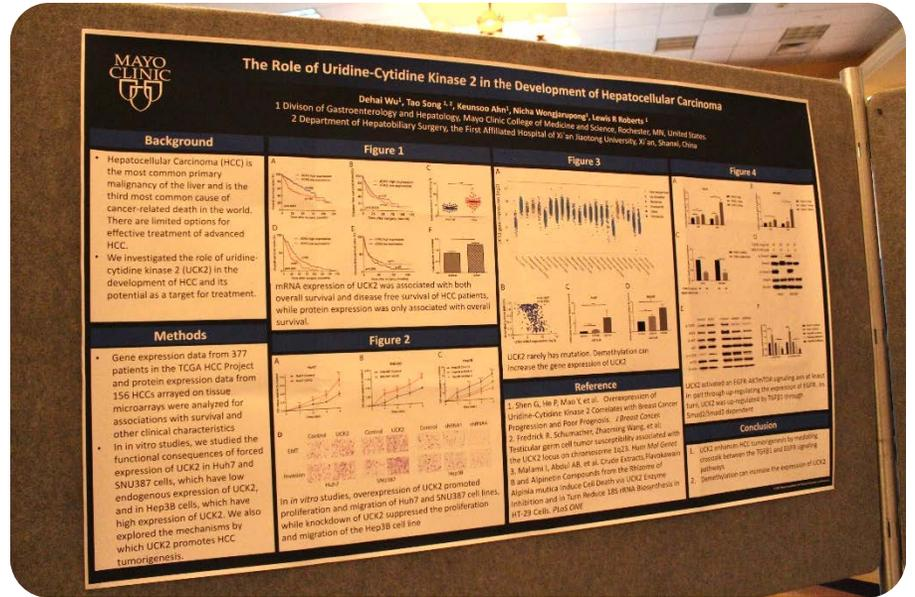 MAYO
CLINIC
The Role of Uridine-Cytidine Kinase 2 in the Development of Hepatocellular Carcinoma
Dehai Wu1, Tao Song 1, 2, Keunsoo Ahn1, Nicha Wongjarupong1, Lewis R Roberts 1
1 Divison of Gastroenterology and Hepatology, Mayo Clinic College of Medicine and Science, Rochester, MN, United States.
2 Department of Hepatobiliary Surgery, the First Affiliated Hospital of Xi'an Jiaotong University, Xi'an, Shanxi, China
Background
• Hepatocellular Carcinoma (HCC) is
the most common primary
malignancy of the liver and is the
third most common cause of
cancer-related death in the world.
There are limited options for
effective treatment of advanced
HCC.
• We investigated the role of uridine-
cytidine kinase 2 (UCK2) in the
development of HCC and its
potential as a target for treatment.
Methods
• Gene expression data from 377
patients in the TCGA HCC Project
and protein expression data from
156 HCCs arrayed on tissue
microarrays were analyzed for
associations with survival and
other clinical characteristics
• In in vitro studies, we studied the
functional consequences of forced
expression of UCK2 in Huh7 and
SNU387 cells, which have low
endogenous expression of UCK2,
and in Hep3B cells, which have
high expression of UCK2. We also
explored the mechanisms by
which UCK2 promotes HCC
tumorigenesis.
Figure 1
A
B
C
D
E
F
mRNA expression of UCK2 was associated with both
overall survival and disease free survival of HCC patients,
while protein expression was only associated with overall
survival.
Figure 2
A
B
C
Huh7
SNU387
Hep3B
D
Control UCK2 Control UCK2 Control shRNA1 shRNA4
EMT
Invasion
Huh7
SNU387
Hep3B
In in vitro studies, overexpression of UCK2 promoted
proliferation and migration of Huh7 and SNU387 cell lines,
while knockdown of UCK2 suppressed the proliferation
and migration of the Hep3B cell line
Figure 3
A
B
C
D
UCK2 rarely has mutation. Demethylation can
increase the gene expression of UCK2
Reference
1. Shen G, He P, Mao Y, et al. Overexpression of
Uridine-Cytidine Kinase 2 Correlates with Breast Cancer
Progression and Poor Prognosis. J Breast Cancer
2. Fredrick R. Schumacher, Zhaoming Wang, et al;
Testicular germ cell tumor susceptibility associated with
the UCK2 locus on chromosome 1q23. Hum Mol Genet
3. Malami I, Abdul AB, et al. Crude Extracts, Flavokawain
B and Alpinetin Compounds from the Rhizome of
Alpinia mutica Induce Cell Death via UCK2 Enzyme
Inhibition and in Turn Reduce 18S rRNA Biosynthesis in
HT-29 Cells. PLoS ONE
Figure 4
UCK2 activated an EGFR-AKT/mTOR signaling axis at least
in part through up-regulating the expression of EGFR. In
turn, UCK2 was up-regulated by TGFβ1 through
Smad2/Smad3 dependent
Conclusion
1. UCK2 enhances HCC tumorigenesis by mediating
crosstalk between the TGFB1 and EGFR signaling
pathways
2. Demethylation can increase the expression of UCK2